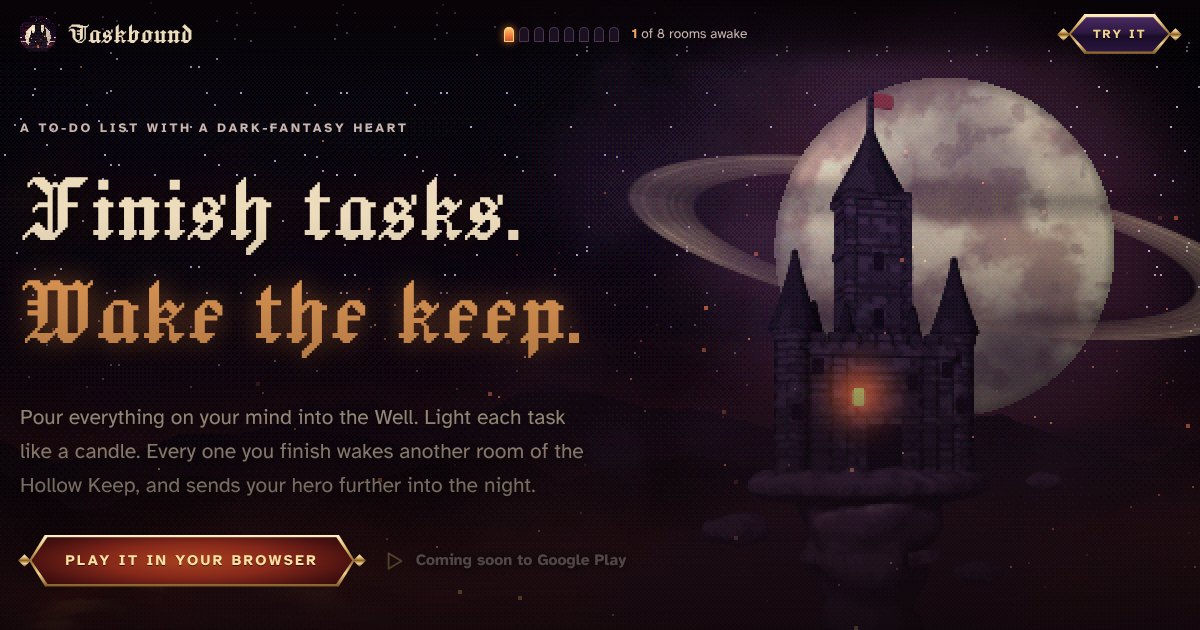 Taskbound
1 of 8 rooms awake
TRY IT
A TO-DO LIST WITH A DARK-FANTASY HEART
Finish tasks.
Wake the keep.
Pour everything on your mind into the Well. Light each task
like a candle. Every one you finish wakes another room of the
Hollow Keep, and sends your hero further into the night.
PLAY IT IN YOUR BROWSER
Coming soon to Google Play